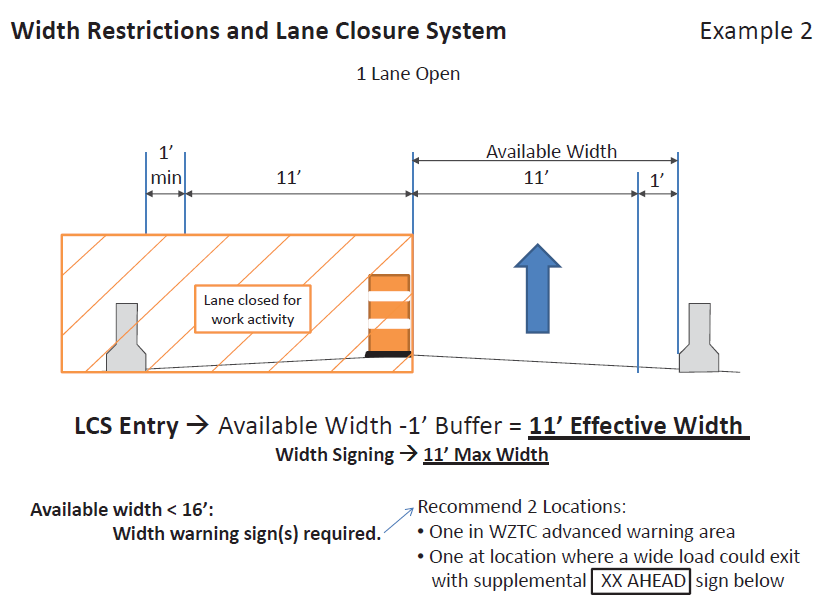 Width Restrictions and Lane Closure System
Example 2
1 Lane Open
1’
min
11’
Available Width
11’
1’
Lane closed for
work activity
LCS Entry → Available Width -1’ Buffer = 11’ Effective Width
Width Signing → 11’ Max Width
Available width < 16’:
Width warning sign(s) required.
Recommend 2 Locations:
• One in WZTC advanced warning area
• One at location where a wide load could exit
with supplemental XX AHEAD sign below